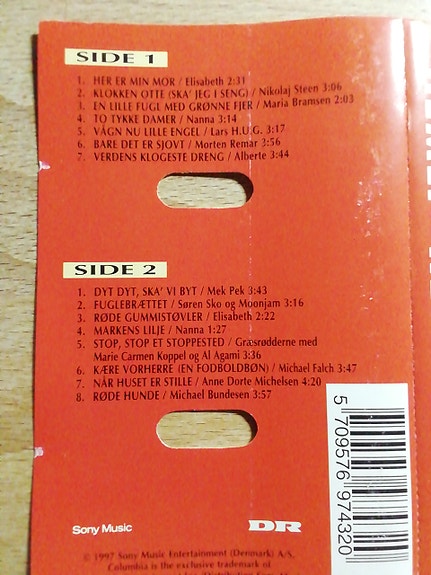 SIDE 1
1. HER ER MIN MOR / Elisabeth 2:31
2. KLOKKEN OTTE (SKA' JEG I SENG) / Nikolaj Steen 3:06
3. EN LILLE FUGL MED GRØNNE FJER / Maria Bramsen 2:03
4. TO TYKKE DAMER / Nanna 3:14
5. VÅGN NU LILLE ENGEL / Lars H.U.G. 3:17
6. BARE DET ER SJOVT / Morten Remar 3:56
7. VERDENS KLOGESTE DRENG / Alberte 3:44
SIDE 2
1. DYT DYT, SKA' VI BYT / Mek Pek 3:43
2. FUGLEBRÆTTET / Søren Sko og Moonjam 3:16
3. RØDE GUMMISTØVLER / Elisabeth 2:22
4. MARKENS LILJE / Nanna 1:27
5. STOP, STOP ET STOPPESTED / Græsrødderne med
Marie Carmen Koppel og Al Agami 3:36
6. KÆRE VORHERRE (EN FODBOLDBØN) / Michael Falch 3:47
7. NÅR HUSET ER STILLE / Anne Dorte Michelsen 4:20
8. RØDE HUNDE / Michael Bundesen 3:57
5 709576 974320
Sony Music
DR
© 1997 Sony Music Entertainment (Denmark) A/S.
Columbia is the exclusive trademark of